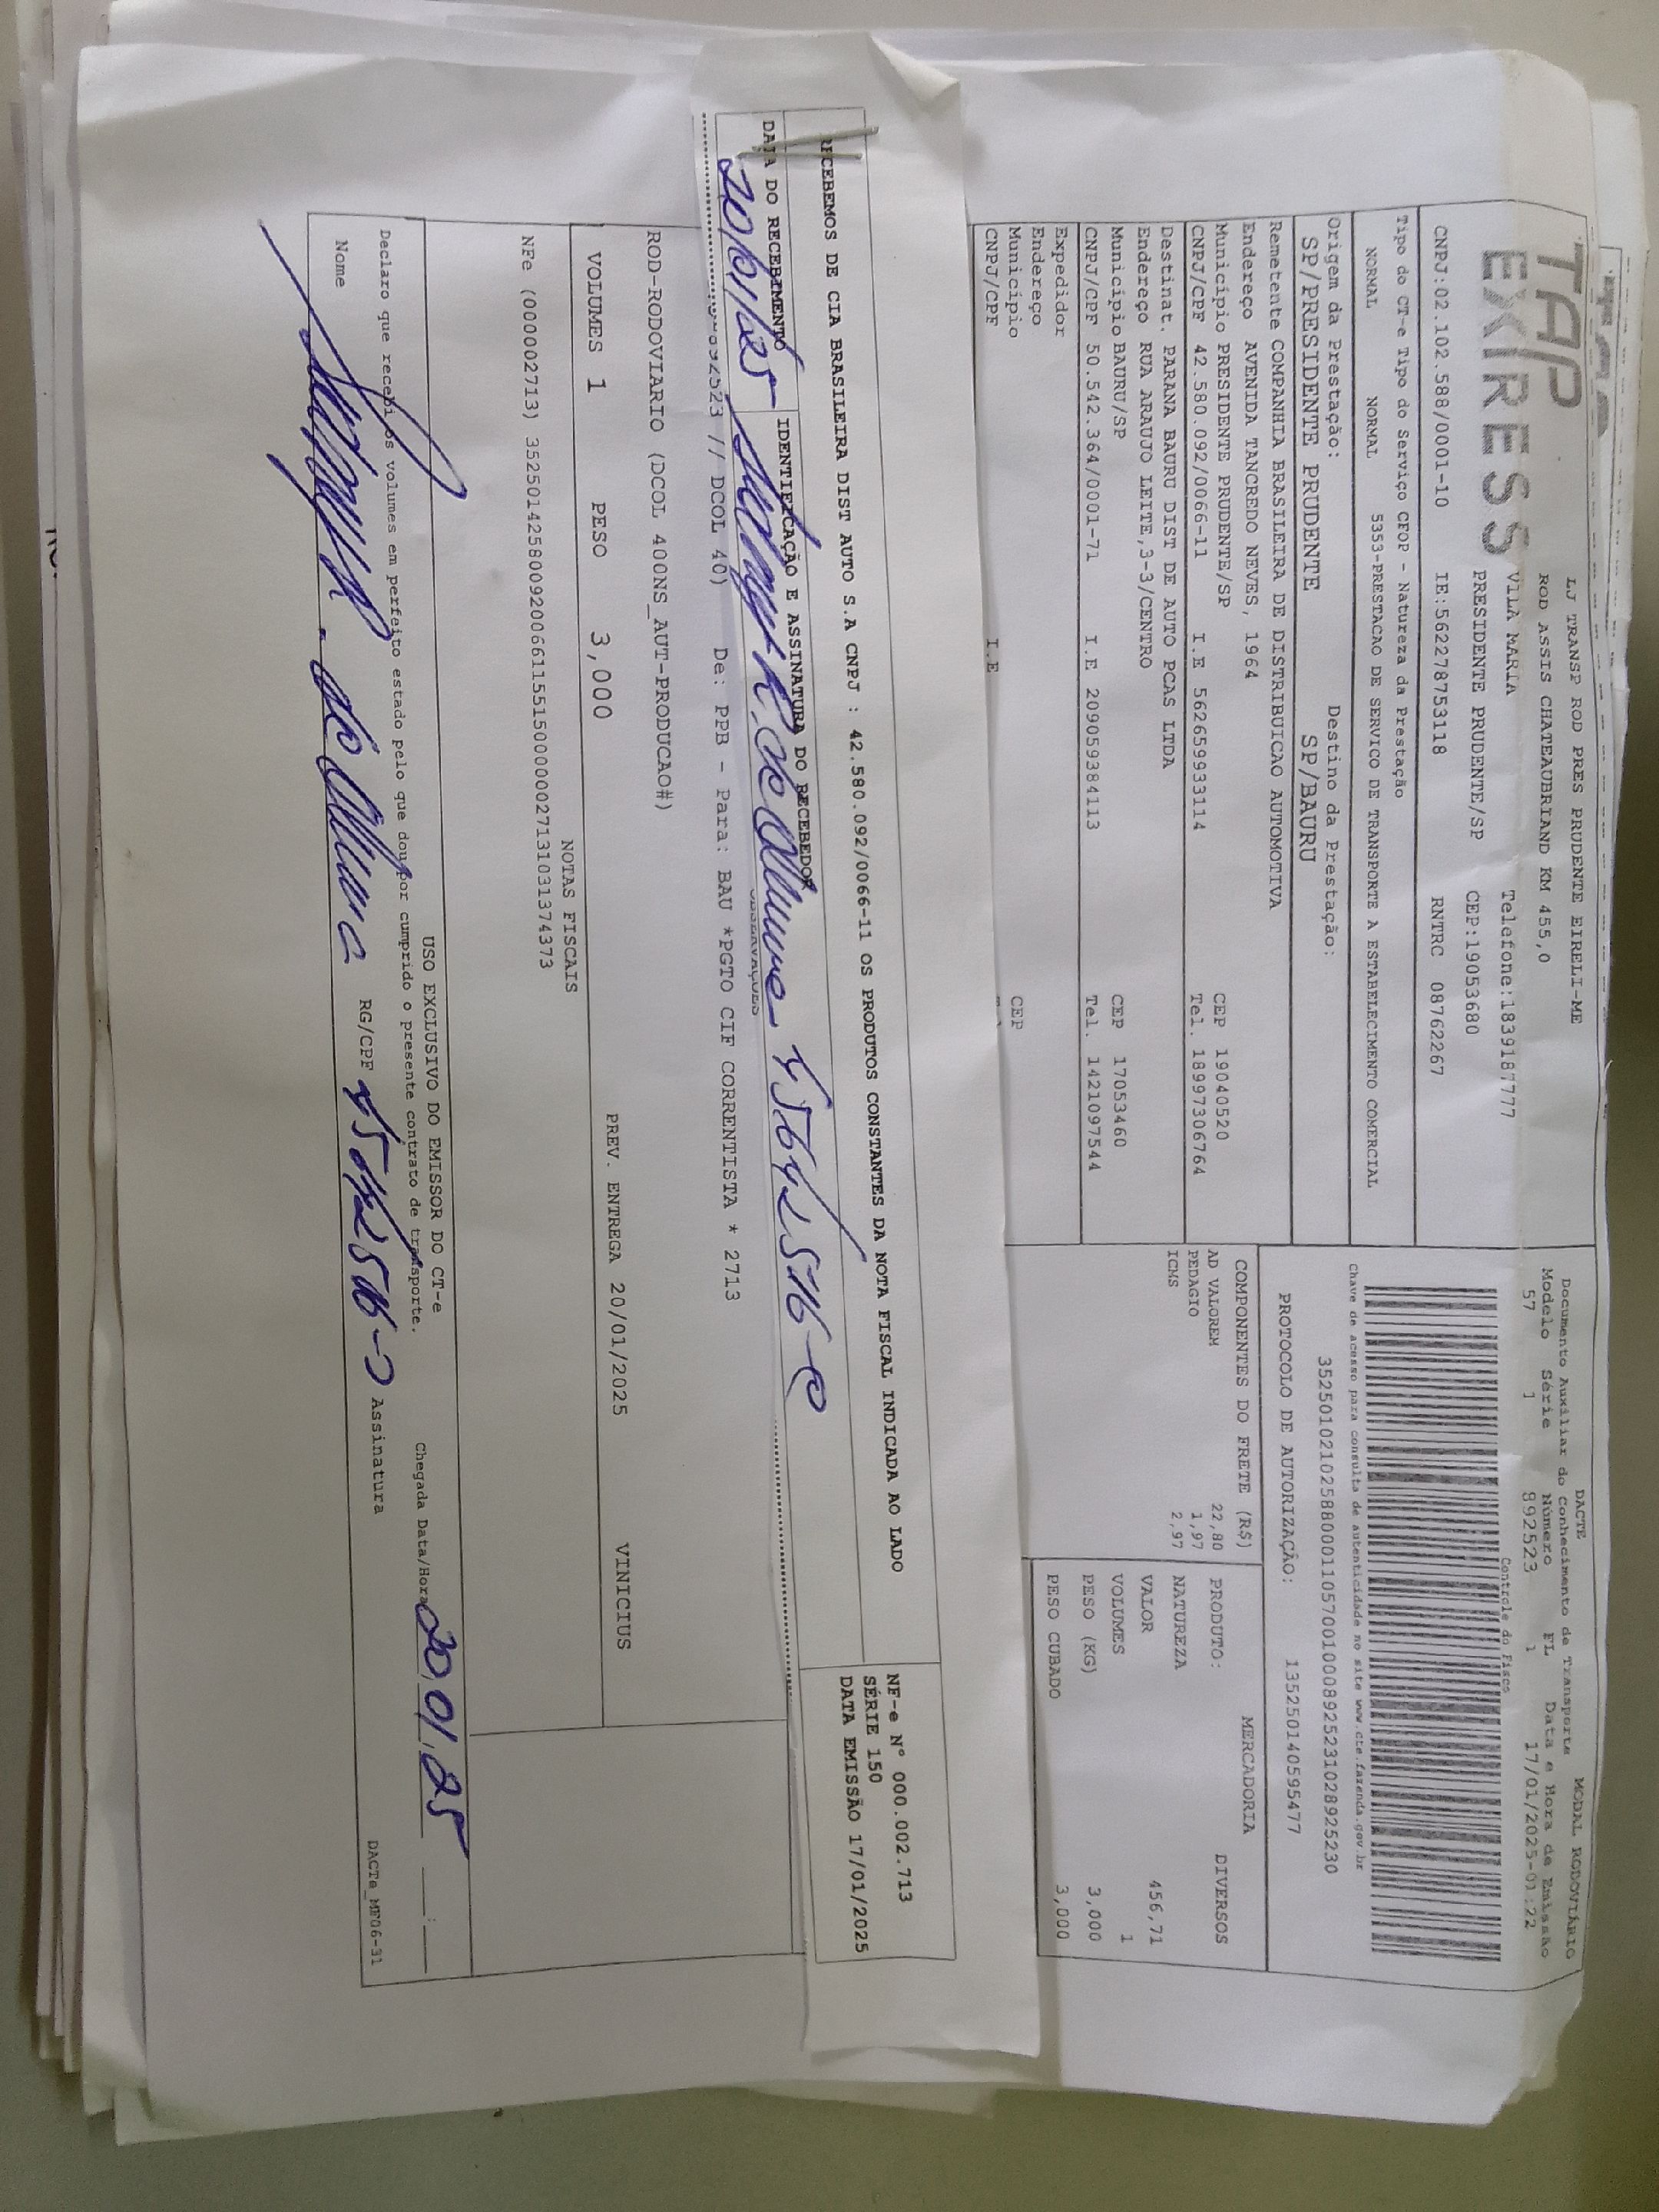 TAP
EXPRESS
LJ TRANSP ROD PRES PRUDENTE EIRELI-ME
ROD ASSIS CHATEAUBRIAND KM 455,0
VILA MARIA Telefone:1839187777
PRESIDENTE PRUDENTE/SP CEP:19053680
CNPJ:02.102.588/0001-10 IE:562278753118 RNTRC 08762267
DACTE MODAL RODOVIÁRIO
Documento Auxiliar do Conhecimento de Transporte
Modelo Série Número FL Data e Hora de Emissão
57 1 892523 1 17/01/2025-01:22
Controle do Fisco
Chave de acesso para consulta de autenticidade no site www.cte.fazenda.gov.br
35250102102588000110570010008925231028925230
PROTOCOLO DE AUTORIZAÇÃO: 135250140595477
Tipo do CT-e Tipo do Serviço CFOP - Natureza da Prestação
NORMAL NORMAL 5353-PRESTACAO DE SERVICO DE TRANSPORTE A ESTABELECIMENTO COMERCIAL
Origem da Prestação: Destino da Prestação:
SP/PRESIDENTE PRUDENTE SP/BAURU
Remetente COMPANHIA BRASILEIRA DE DISTRIBUICAO AUTOMOTIVA
Endereço AVENIDA TANCREDO NEVES, 1964
Município PRESIDENTE PRUDENTE/SP CEP 19040520
CNPJ/CPF 42.580.092/0066-11 I.E 562659933114 Tel. 18997306764
Destinat. PARANA BAURU DIST DE AUTO PCAS LTDA
Endereço RUA ARAUJO LEITE,3-3/CENTRO
Município BAURU/SP CEP 17053460
CNPJ/CPF 50.542.364/0001-71 I.E 209059384113 Tel. 1421097544
Expedidor
Endereço
Município CEP
CNPJ/CPF I.E
COMPONENTES DO FRETE (R$)
AD VALOREM 22,80
PEDAGIO 1,97
ICMS 2,97
MERCADORIA
PRODUTO: DIVERSOS
NATUREZA
VALOR 456,71
VOLUMES 1
PESO (KG) 3,000
PESO CUBADO 3,000
RECEBEMOS DE CIA BRASILEIRA DIST AUTO S.A CNPJ : 42.580.092/0066-11 OS PRODUTOS CONSTANTES DA NOTA FISCAL INDICADA AO LADO
NF-e N° 000.002.713
SÉRIE 150
DATA EMISSÃO 17/01/2025
DATA DO RECEBIMENTO IDENTIFICAÇÃO E ASSINATURA DO RECEBEDOR
20/01/25
OBSERVAÇÕES
892523 // DCOL 40) De: PPB - Para: BAU *PGTO CIF CORRENTISTA * 2713
ROD-RODOVIARIO (DCOL 400NS_AUT-PRODUCAO#)
VOLUMES 1 PESO 3,000 PREV. ENTREGA 20/01/2025 VINICIUS
NOTAS FISCAIS
NFe (000002713) 35250142580092006611551500000027131031374373
USO EXCLUSIVO DO EMISSOR DO CT-e
Declaro que recebi os volumes em perfeito estado pelo que dou por cumprido o presente contrato de transporte.
Chegada Data/Hora 20,01,25 __:__
Nome RG/CPF Assinatura
DACTe_MF06-31